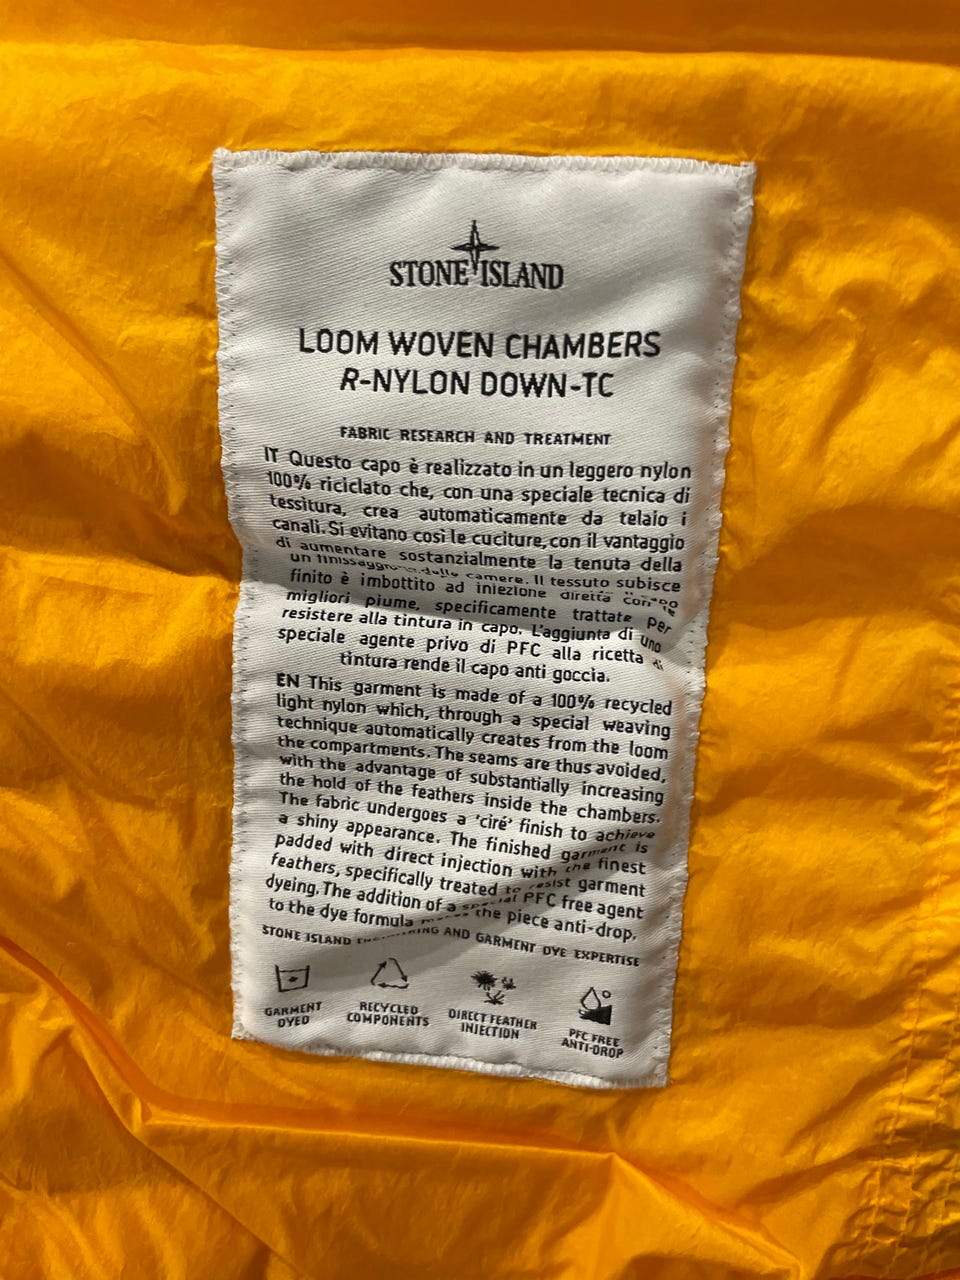 STONE ISLAND
LOOM WOVEN CHAMBERS
R-NYLON DOWN-TC
FABRIC RESEARCH AND TREATMENT
IT Questo capo è realizzato in un leggero nylon
100% riciclato che, con una speciale tecnica di
tessitura, crea automaticamente da telaio i
canali. Si evitano così le cuciture, con il vantaggio
di aumentare sostanzialmente la tenuta della
un camere. Il tessuto subisce
finito è imbottito ad iniezione diretta con
migliori piume, specificamente trattate per
resistere alla tintura in capo. L'aggiunta di uno
speciale agente privo di PFC alla ricetta di
tintura rende il capo anti goccia.
EN This garment is made of a 100% recycled
light nylon which, through a special weaving
technique automatically creates from the loom
the compartments. The seams are thus avoided,
with the advantage of substantially increasing
the hold of the feathers inside the chambers.
The fabric undergoes a 'ciré' finish to achieve
a shiny appearance. The finished garment is
padded with direct injection with the finest
feathers, specifically treated to resist garment
dyeing. The addition of a special PFC free agent
to the dye formula the piece anti-drop.
STONE ISLAND AND GARMENT DYE EXPERTISE
GARMENT
DYED
RECYCLED
COMPONENTS
DIRECT FEATHER
INJECTION
PFC FREE
ANTI-DROP